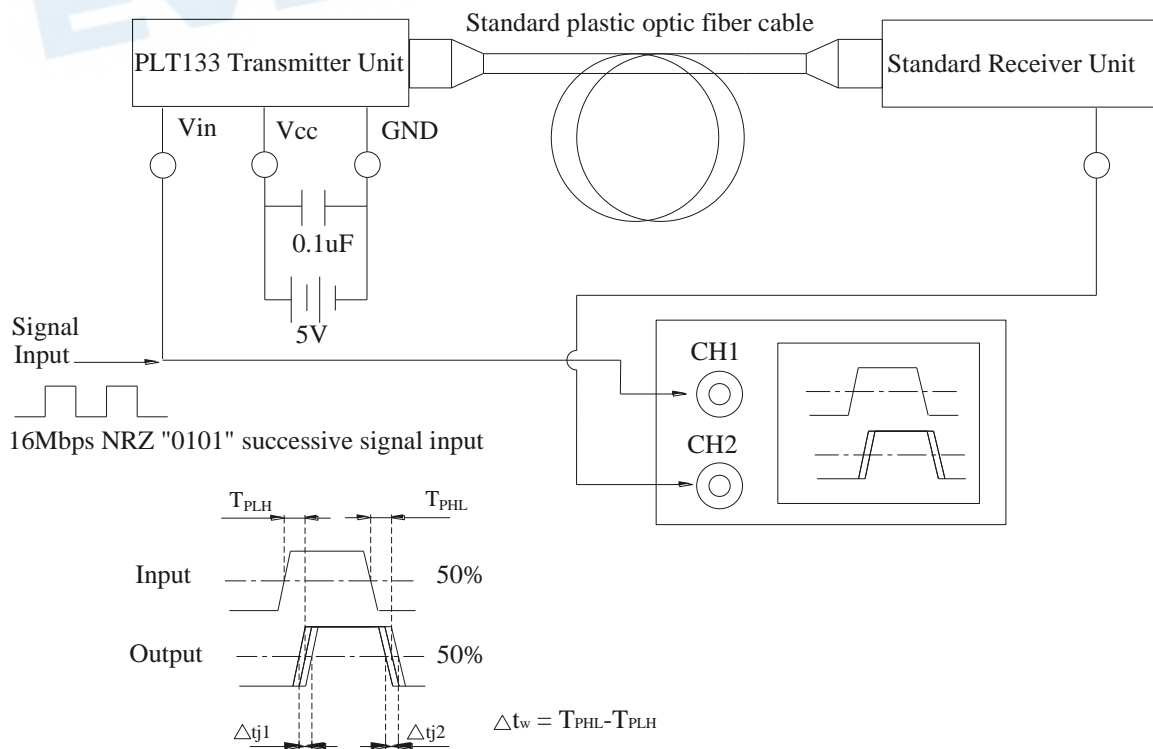 Standard plastic optic fiber cable
PLT133 Transmitter Unit
Standard Receiver Unit
Vin
Vcc
GND
0.1uF
5V
Signal
Input
16Mbps NRZ "0101" successive signal input
CH1
CH2
TPLH
TPHL
Input
50%
Output
50%
△tj1
△tj2
△tw = TPHL-TPLH